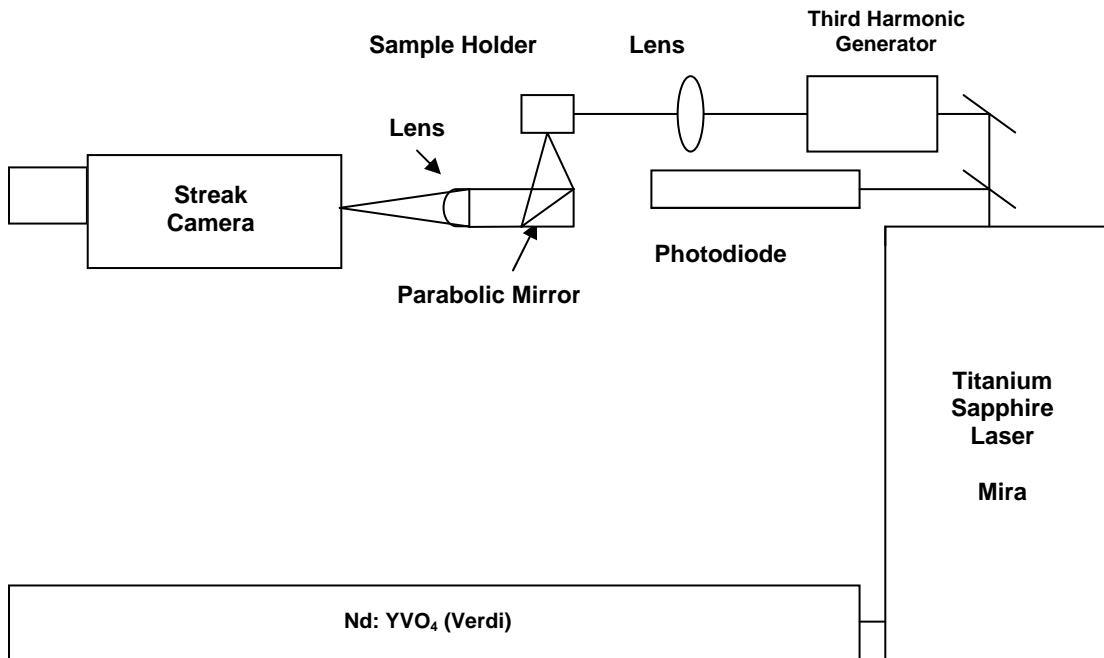 Third Harmonic
Generator
Sample Holder
Lens
Lens
Streak
Camera
Photodiode
Parabolic Mirror
Titanium
Sapphire
Laser
Mira
Nd: YVO₄ (Verdi)